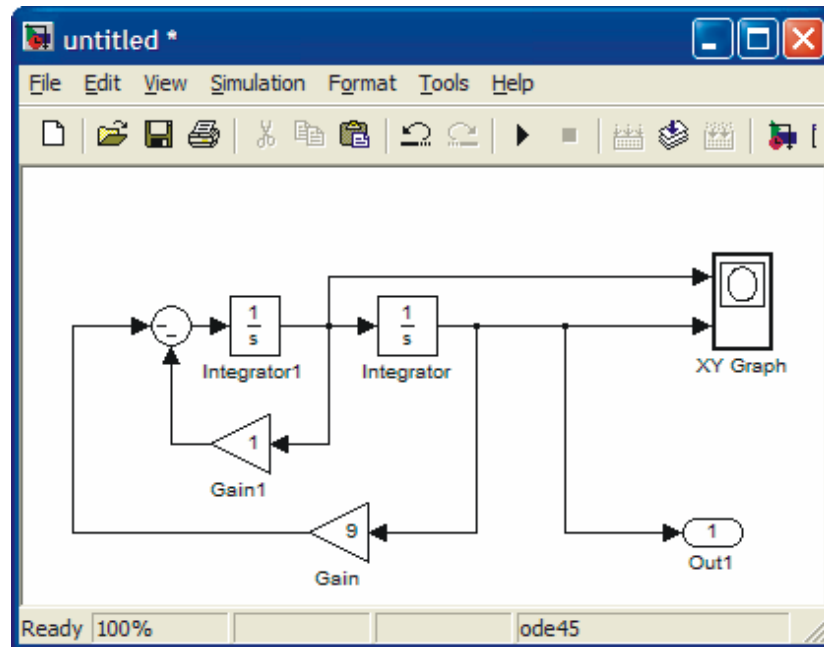 untitled *
File Edit View Simulation Format Tools Help
1
s
Integrator1
1
s
Integrator
XY Graph
1
Gain1
9
Gain
1
Out1
Ready 100% ode45